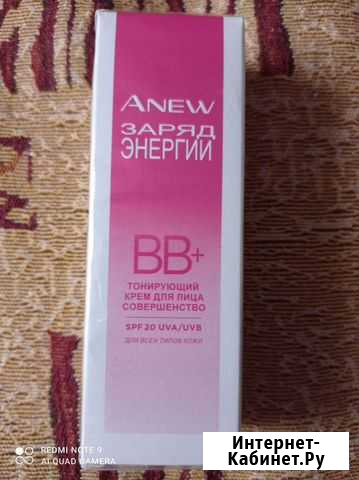 ANEW
ЗАРЯД
ЭНЕРГИИ
BB+
ТОНИРУЮЩИЙ
КРЕМ ДЛЯ ЛИЦА
СОВЕРШЕНСТВО
SPF 20 UVA/UVB
ДЛЯ ВСЕХ ТИПОВ КОЖИ
REDMI NOTE 9
AI QUAD CAMERA
Интернет-
Кабинет.Ру